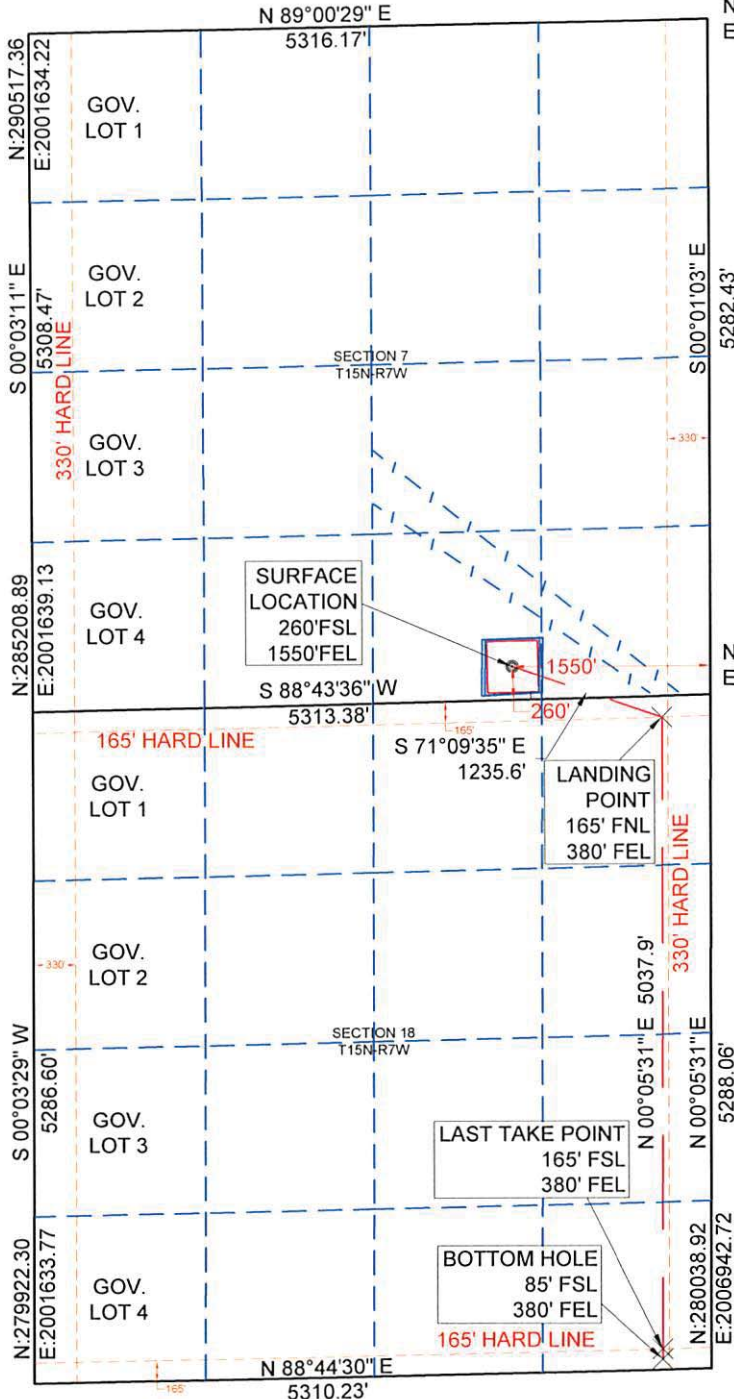 N 89°00'29" E
5316.17'
N
E
N:290517.36
E:2001634.22
GOV.
LOT 1
S 00°03'11" E
5308.47'
330' HARD LINE
GOV.
LOT 2
S 00°01'03" E
5282.43'
SECTION 7
T15N-R7W
330'
GOV.
LOT 3
N:285208.89
E:2001639.13
GOV.
LOT 4
SURFACE
LOCATION
260'FSL
1550'FEL
1550'
260'
N
E
S 88°43'36" W
5313.38'
165'
165' HARD LINE
S 71°09'35" E
1235.6'
LANDING
POINT
165' FNL
380' FEL
GOV.
LOT 1
330' HARD LINE
330'
GOV.
LOT 2
N 00°05'31" E 5037.9'
SECTION 18
T15N-R7W
S 00°03'29" W
5286.60'
N 00°05'31" E
5288.06'
GOV.
LOT 3
LAST TAKE POINT
165' FSL
380' FEL
N:279922.30
E:2001633.77
GOV.
LOT 4
BOTTOM HOLE
85' FSL
380' FEL
N:280038.92
E:2006942.72
165' HARD LINE
165'
N 88°44'30" E
5310.23'